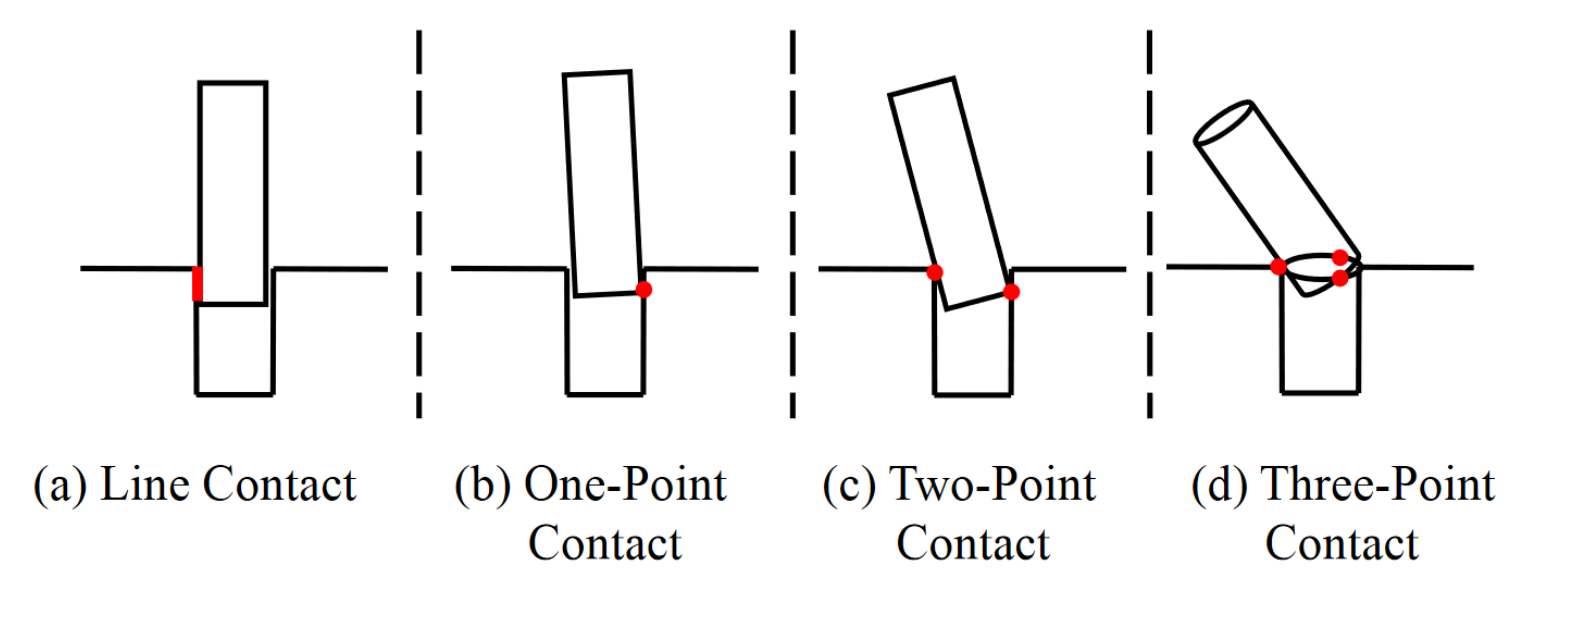 (a) Line Contact
(b) One-Point
Contact
(c) Two-Point
Contact
(d) Three-Point
Contact